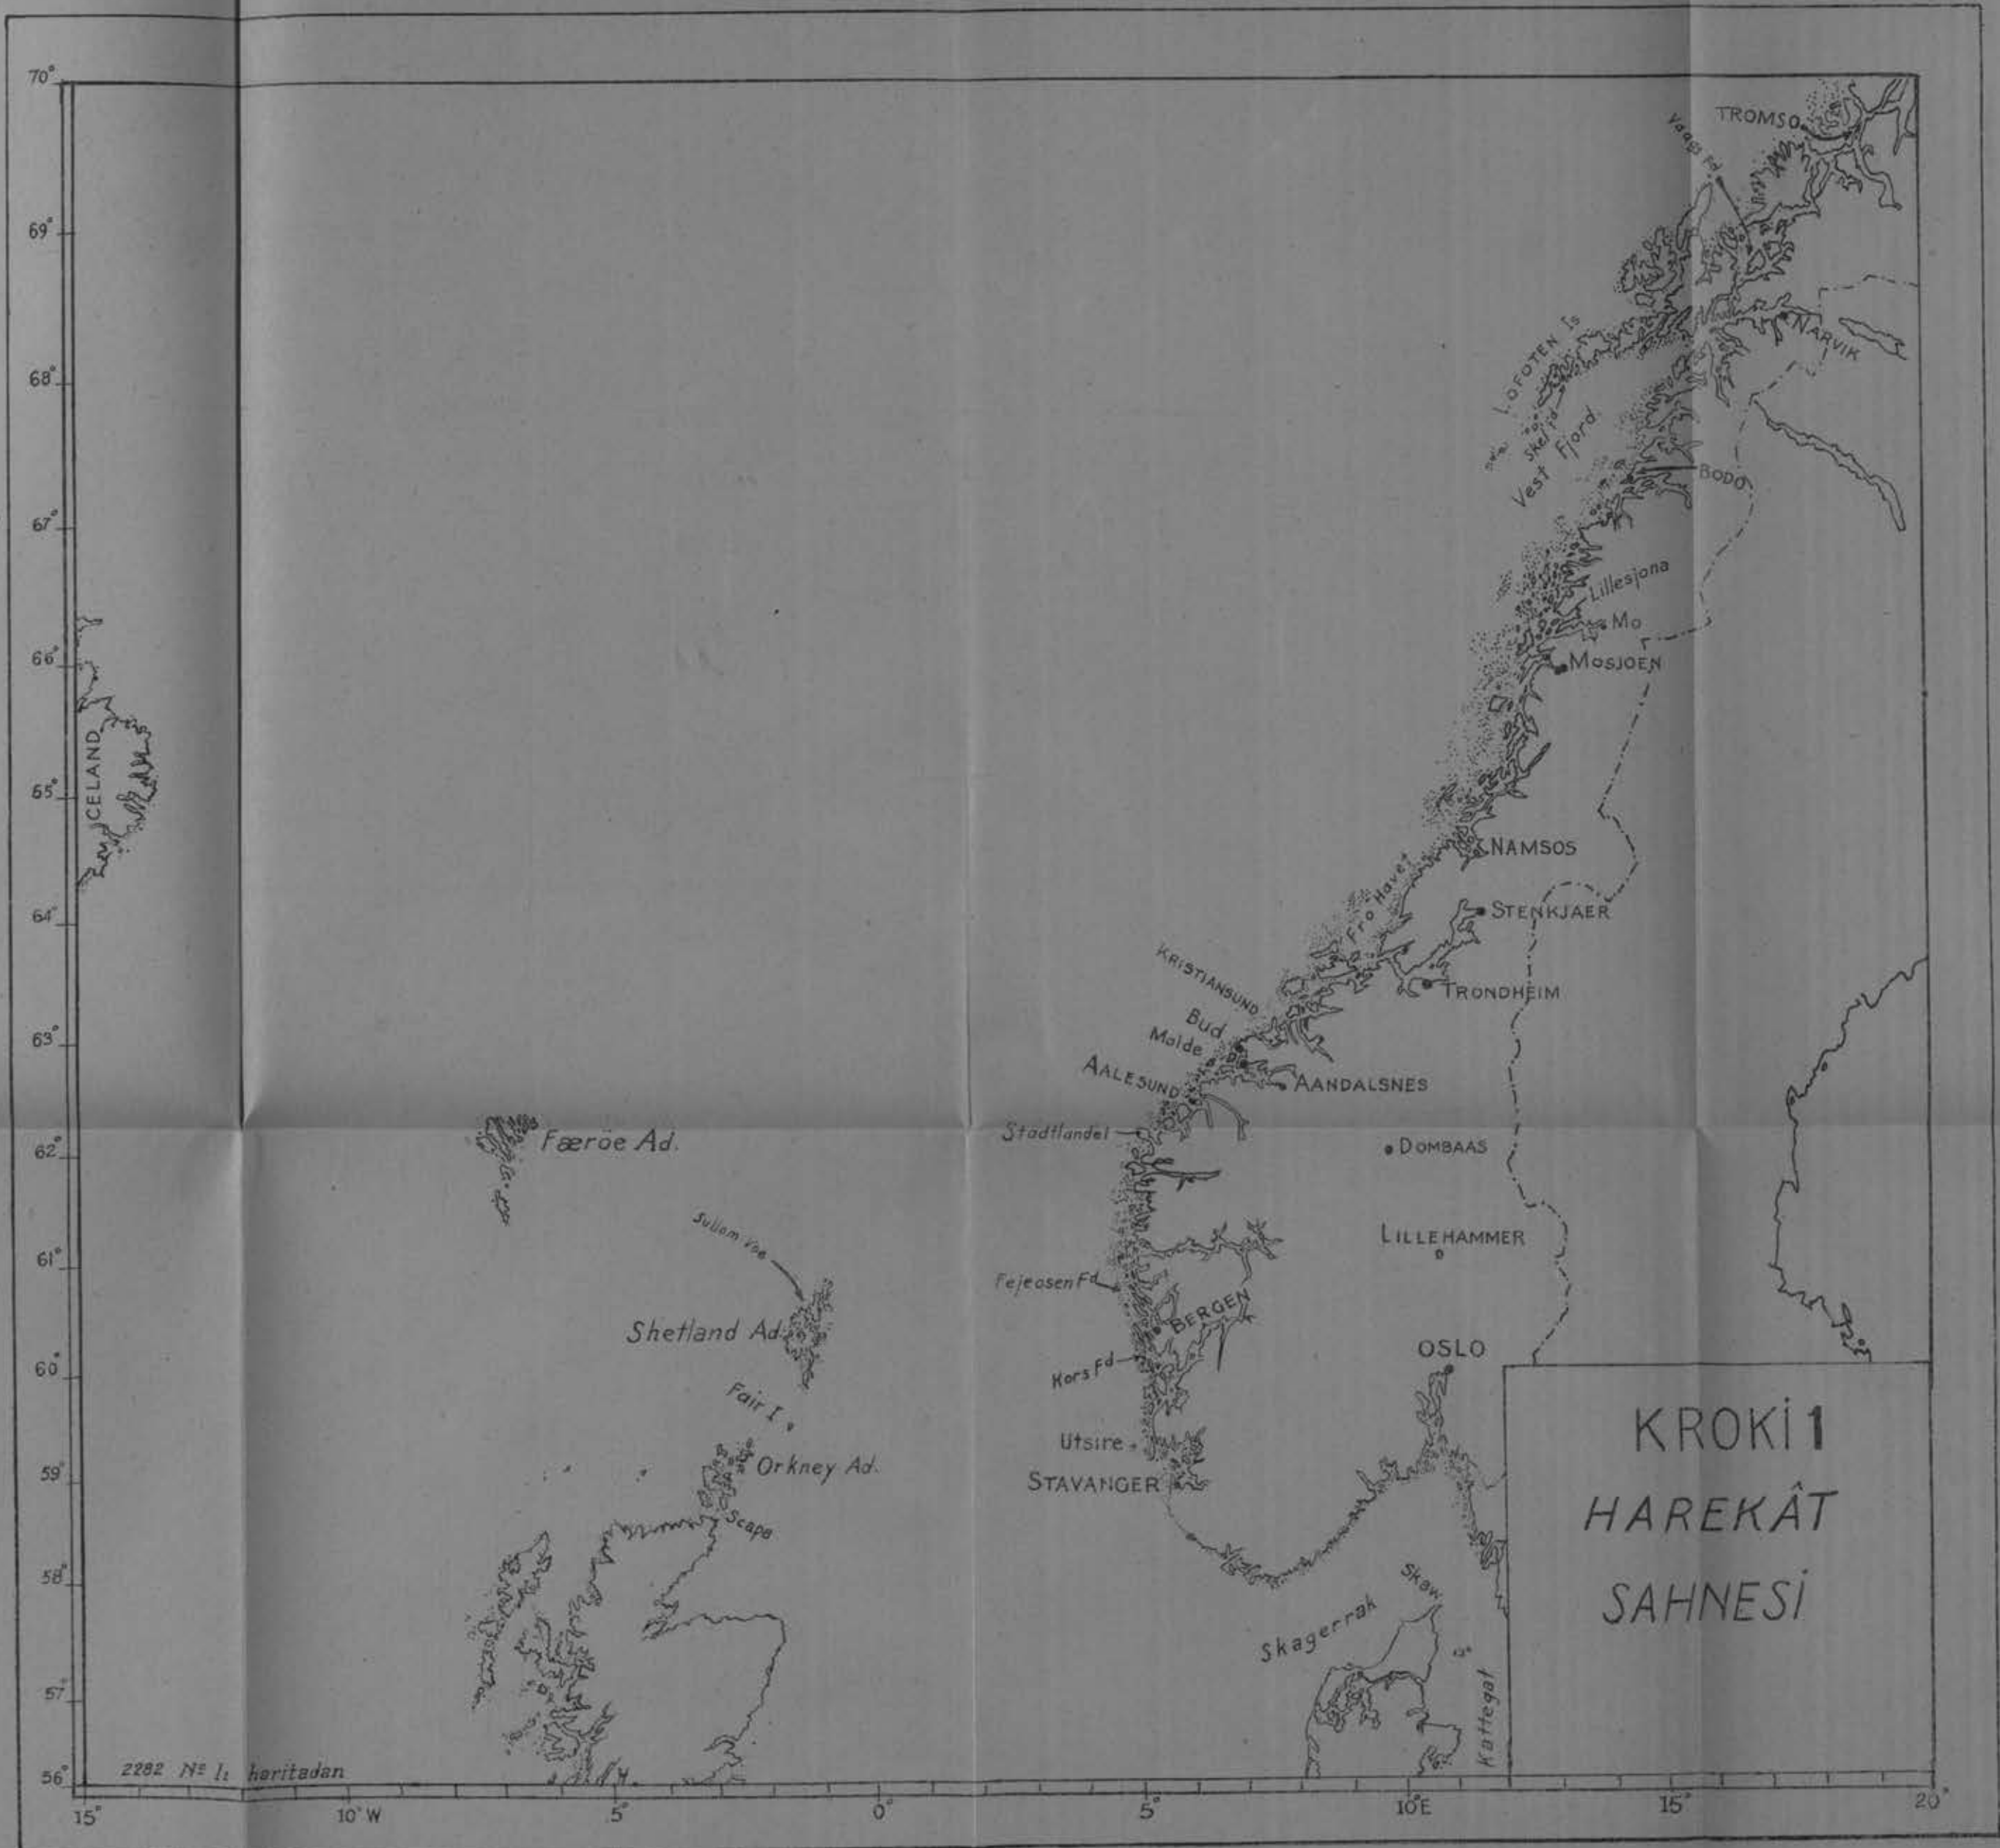 70°
69°
68°
67°
66°
65°
64°
63°
62°
61°
60°
59°
58°
57°
56°
TROMSO
Vaags Fd
NARVIK
LOFOTEN Is
Skel jd
Vest Fjord
BODO
Lillesjona
Mo
MOSJOEN
ICELAND
NAMSOS
Fro Havet
STENKJAER
TRONDHEIM
KRISTIANSUND
Bud
Molde
AALESUND
AANDALSNES
Stadtlandel
DOMBAAS
Færöe Ad.
Sullom Voe
LILLEHAMMER
Fejeosen Fd
BERGEN
Shetland Ad.
OSLO
Kors Fd
Fair I
Utsire
Orkney Ad.
STAVANGER
Scapa
Skaw
Skagerrak
Kattegat
KROKİ 1
HAREKÂT
SAHNESİ
2282 Nº I: haritadan
15° 10° W 5° 0° 5° 10°E 15° 20°